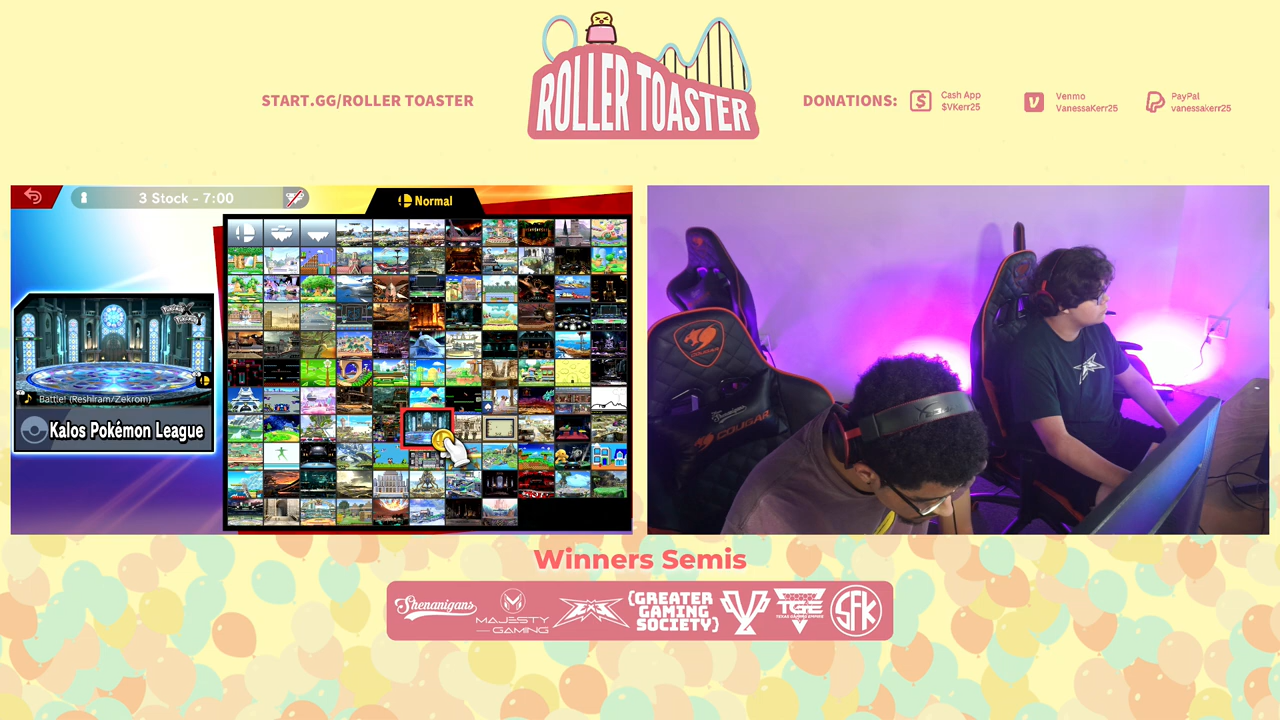 ROLLER TOASTER
START.GG/ROLLER TOASTER
DONATIONS:
Cash App
$VKerr25
Venmo
VanessaKerr25
PayPal
vanessakerr25
3 Stock - 7:00
Normal
Battle! (Reshiram/Zekrom)
Kalos Pokémon League
COUGAR
Winners Semis
Shenanigans
MAJESTY
GAMING
(GREATER
GAMING
SOCIETY)
TGE
TEXAS GAMING EMPIRE
SFK